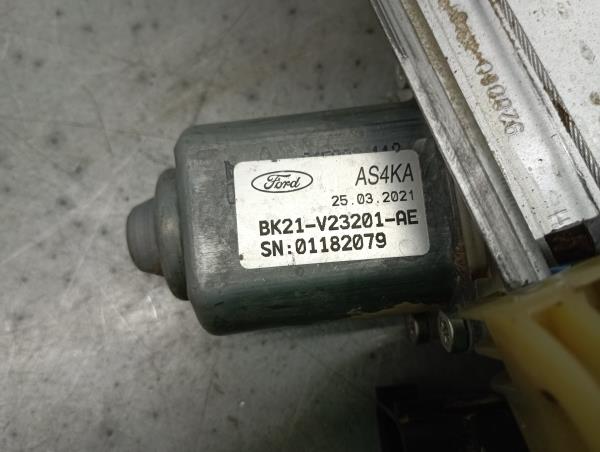 Ford AS4KA
25.03.2021
BK21-V23201-AE
SN:01182079